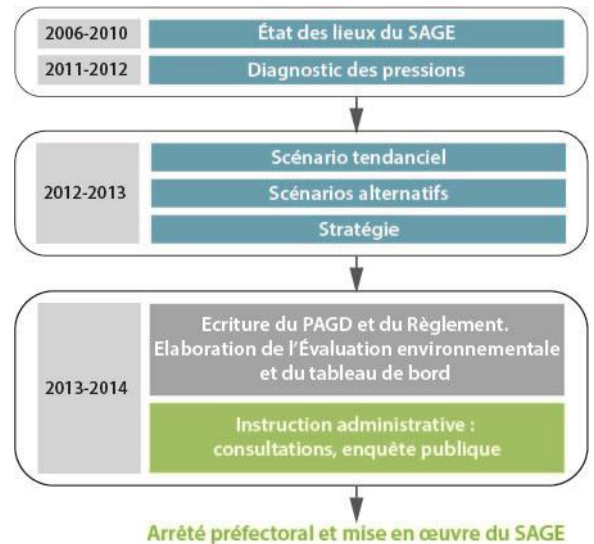 2006-2010
État des lieux du SAGE
2011-2012
Diagnostic des pressions
2012-2013
Scénario tendanciel
Scénarios alternatifs
Stratégie
2013-2014
Ecriture du PAGD et du Règlement.
Elaboration de l'Évaluation environnementale
et du tableau de bord
Instruction administrative :
consultations, enquête publique
Arrêté préfectoral et mise en œuvre du SAGE